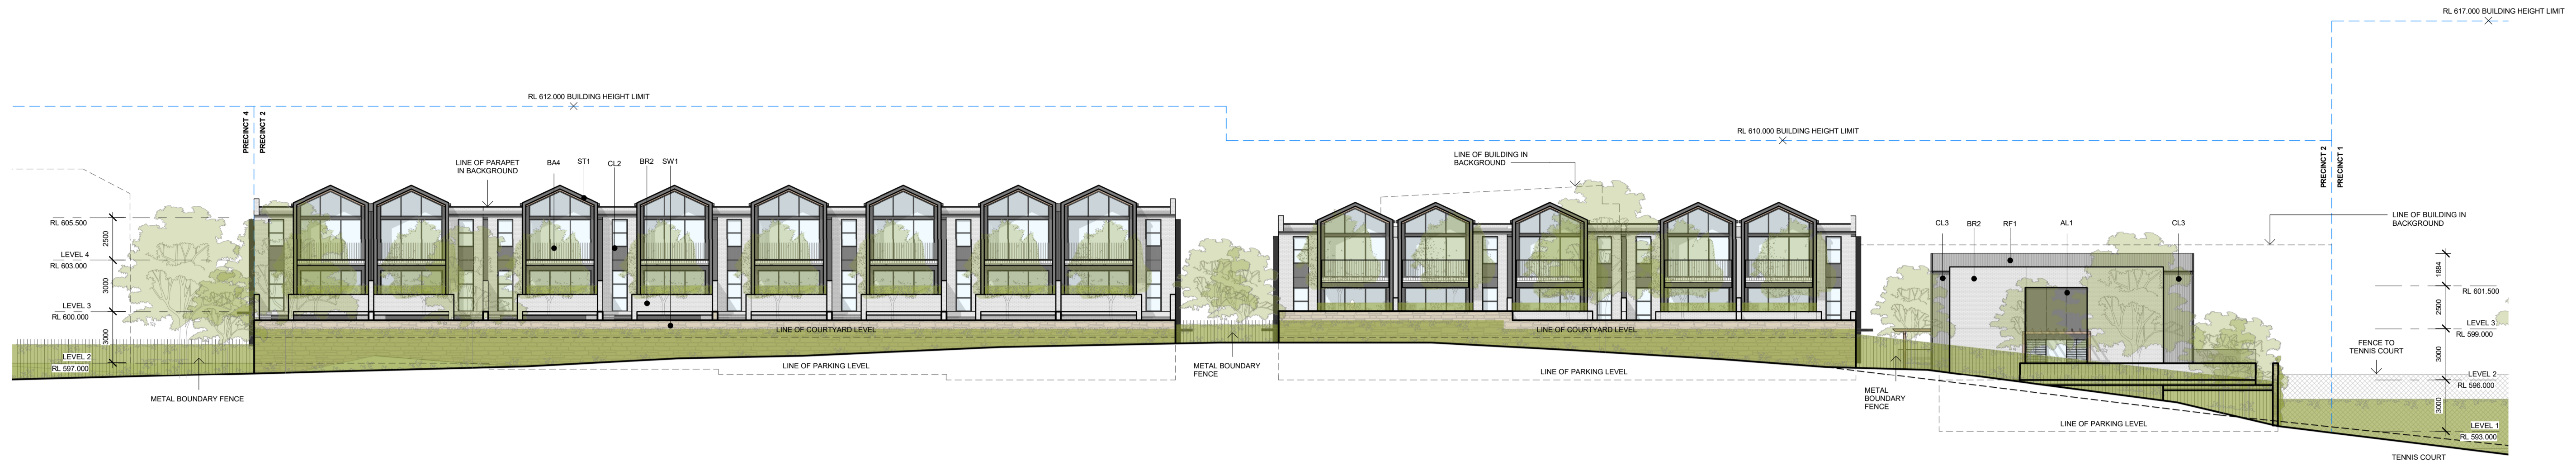 RL 617.000 BUILDING HEIGHT LIMIT
RL 612.000 BUILDING HEIGHT LIMIT
PRECINCT 4
PRECINCT 2
RL 610.000 BUILDING HEIGHT LIMIT
PRECINCT 2
PRECINCT 1
LINE OF PARAPET
IN BACKGROUND
BA4
ST1
CL2
BR2
SW1
LINE OF BUILDING IN
BACKGROUND
CL3
BR2
RF1
AL1
CL3
LINE OF BUILDING IN
BACKGROUND
RL 605.500
2500
LEVEL 4
RL 603.000
3000
LEVEL 3
RL 600.000
3000
LEVEL 2
RL 597.000
METAL BOUNDARY FENCE
LINE OF COURTYARD LEVEL
LINE OF PARKING LEVEL
METAL BOUNDARY
FENCE
LINE OF COURTYARD LEVEL
LINE OF PARKING LEVEL
METAL
BOUNDARY
FENCE
LINE OF PARKING LEVEL
FENCE TO
TENNIS COURT
1884
RL 601.500
2500
LEVEL 3
RL 599.000
3000
LEVEL 2
RL 596.000
3000
LEVEL 1
RL 593.000
TENNIS COURT